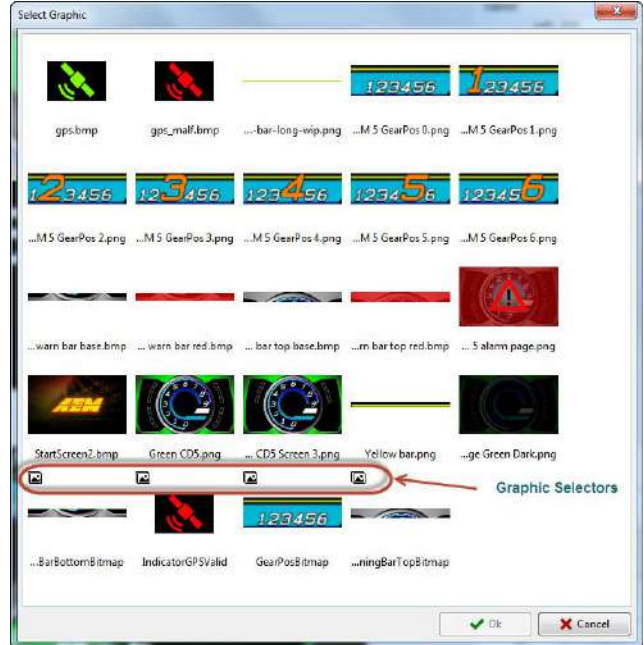 Select Graphic
123456
123456
gps.bmp
gps_malf.bmp
...-bar-long-wip.png
...M 5 GearPos 0.png
...M 5 GearPos 1.png
123456
123456
123456
123456
123456
...M 5 GearPos 2.png
...M 5 GearPos 3.png
...M 5 GearPos 4.png
...M 5 GearPos 5.png
...M 5 GearPos 6.png
... warn bar base.bmp
... warn bar red.bmp
... bar top base.bmp
...rn bar top red.bmp
... 5 alarm page.png
AEM
StartScreen2.bmp
Green CD5.png
... CD5 Screen 3.png
Yellow bar.png
...ge Green Dark.png
Graphic Selectors
123456
...BarBottomBitmap
IndicatorGPSValid
GearPosBitmap
...ningBarTopBitmap
Ok
Cancel